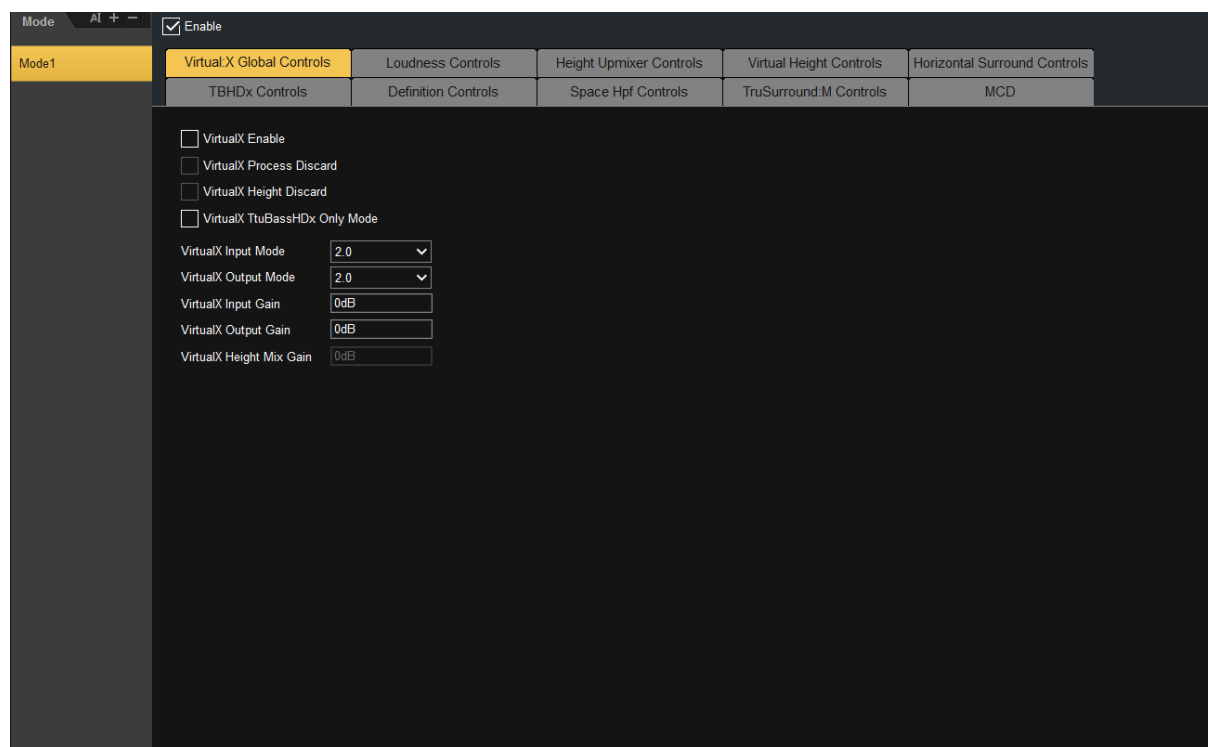 Mode AI + −
Enable
Mode1
Virtual:X Global Controls Loudness Controls Height Upmixer Controls Virtual Height Controls Horizontal Surround Controls
TBHDx Controls Definition Controls Space Hpf Controls TruSurround:M Controls MCD
VirtualX Enable
VirtualX Process Discard
VirtualX Height Discard
VirtualX TtuBassHDx Only Mode
VirtualX Input Mode 2.0
VirtualX Output Mode 2.0
VirtualX Input Gain 0dB
VirtualX Output Gain 0dB
VirtualX Height Mix Gain 0dB